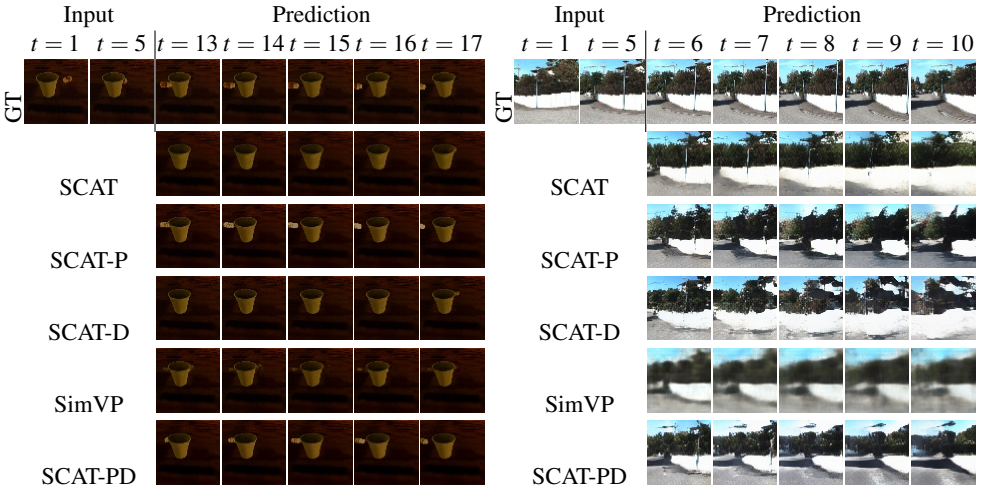 Input Prediction Input Prediction
t = 1 t = 5 t = 13 t = 14 t = 15 t = 16 t = 17 t = 1 t = 5 t = 6 t = 7 t = 8 t = 9 t = 10
GT GT
SCAT SCAT
SCAT-P SCAT-P
SCAT-D SCAT-D
SimVP SimVP
SCAT-PD SCAT-PD